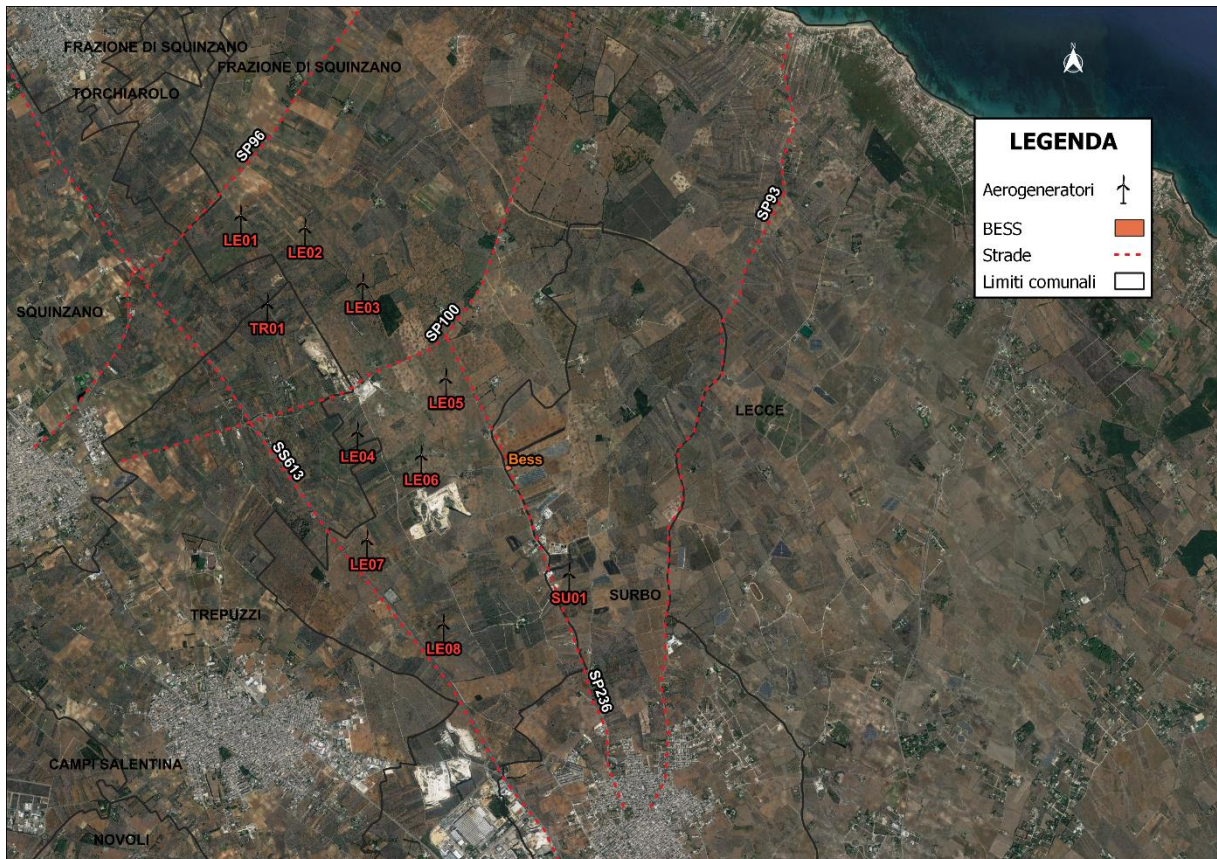 FRAZIONE DI SQUINZANO
FRAZIONE DI SQUINZANO
TORCHIAROLO
SP96
N
LEGENDA
Aerogeneratori
BESS
Strade
Limiti comunali
SP93
LE01
LE02
SQUINZANO
LE03
TR01
SP100
LE05
LECCE
LE04
SS613
LE06
Bess
LE07
SU01
SURBO
TREPUZZI
LE08
SP236
CAMPI SALENTINA
NOVOLI